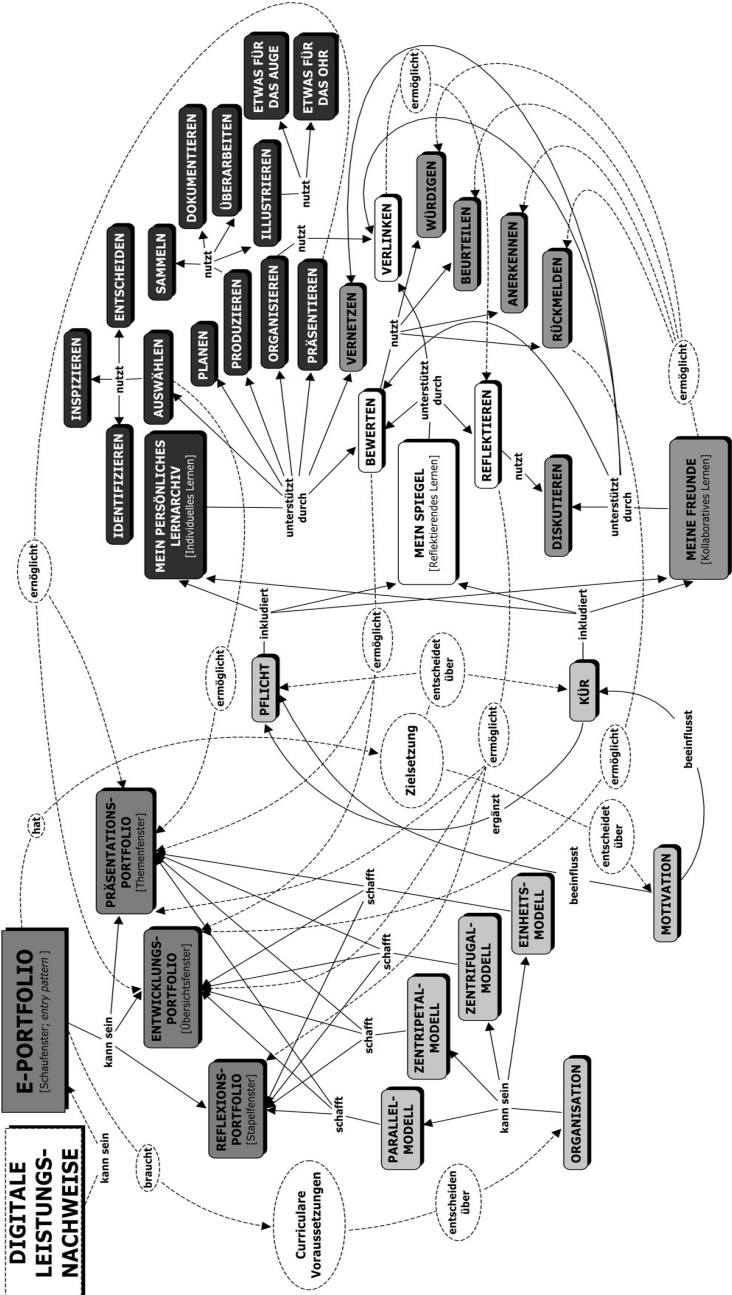 DIGITALE
LEISTUNGS-
NACHWEISE
kann sein
E-PORTFOLIO
[Schaufenster; entry pattern ]
hat
braucht
kann sein
PRÄSENTATIONS-
PORTFOLIO
[Themenfenster]
ENTWICKLUNGS-
PORTFOLIO
[Übersichtsfenster]
REFLEXIONS-
PORTFOLIO
[Stapelfenster]
Curriculare
Voraussetzungen
entscheiden
über
ORGANISATION
kann sein
PARALLEL-
MODELL
ZENTRIPETAL-
MODELL
ZENTRIFUGAL-
MODELL
EINHEITS-
MODELL
schafft
schafft
schafft
schafft
Zielsetzung
entscheidet
über
entscheidet
über
MOTIVATION
beeinflusst
beeinflusst
ergänzt
PFLICHT
KÜR
inkludiert
inkludiert
ernöglicht
ermöglicht
ermöglicht
ermöglicht
ermöglicht
MEIN PERSÖNLICHES
LERNARCHIV
[Individuelles Lernen]
MEIN SPIEGEL
[Reflektierendes Lernen]
MEINE FREUNDE
[Kollaboratives Lernen]
unterstützt
durch
unterstützt
durch
unterstützt
durch
IDENTIFIZIEREN
INSPIZIEREN
ENTSCHEIDEN
nutzt
AUSWÄHLEN
PLANEN
PRODUZIEREN
ORGANISIEREN
PRÄSENTIEREN
VERNETZEN
BEWERTEN
SAMMELN
DOKUMENTIEREN
ÜBERARBEITEN
ILLUSTRIEREN
nutzt
nutzt
ETWAS FÜR
DAS AUGE
ETWAS FÜR
DAS OHR
VERLINKEN
REFLEKTIEREN
nutzt
DISKUTIEREN
nutzt
WÜRDIGEN
BEURTEILEN
ANERKENNEN
RÜCKMELDEN
ermöglicht
ermöglicht